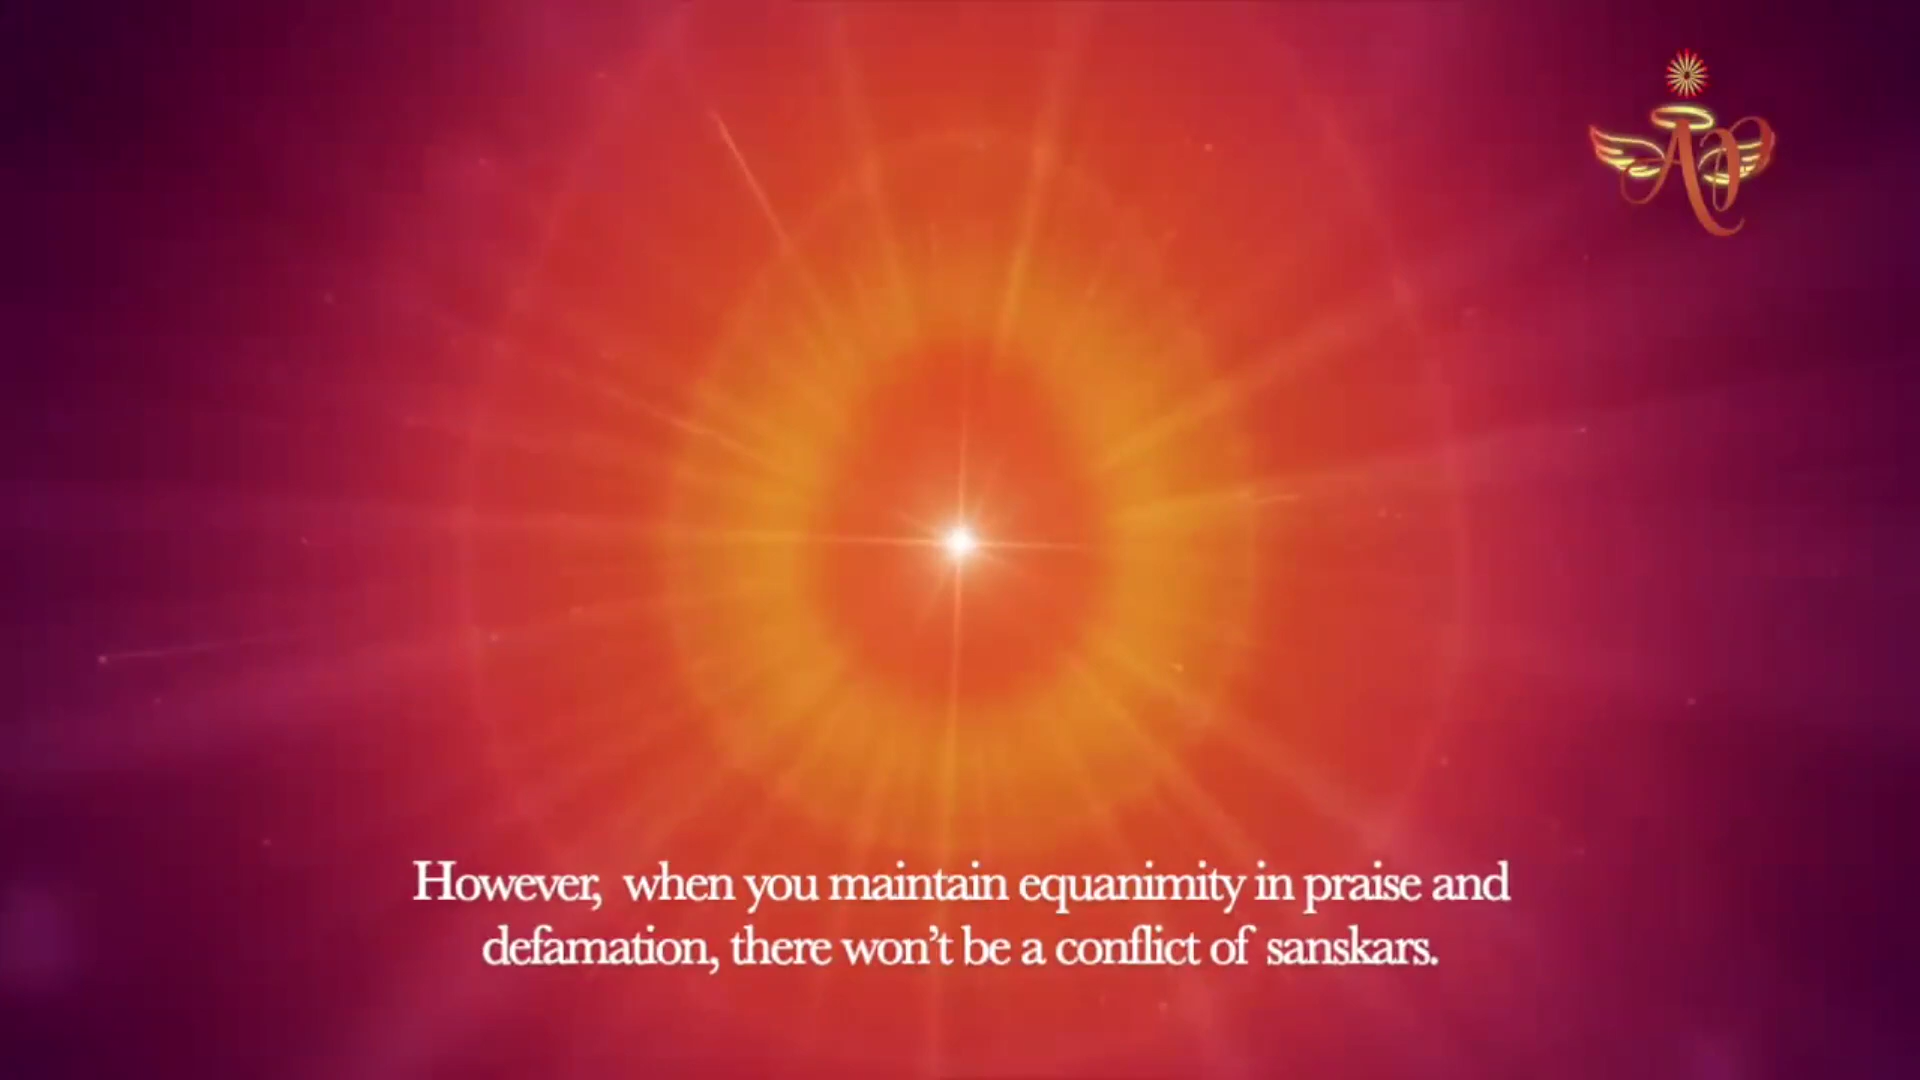 However, when you maintain equanimity in praise and
defamation, there won't be a conflict of sanskars.